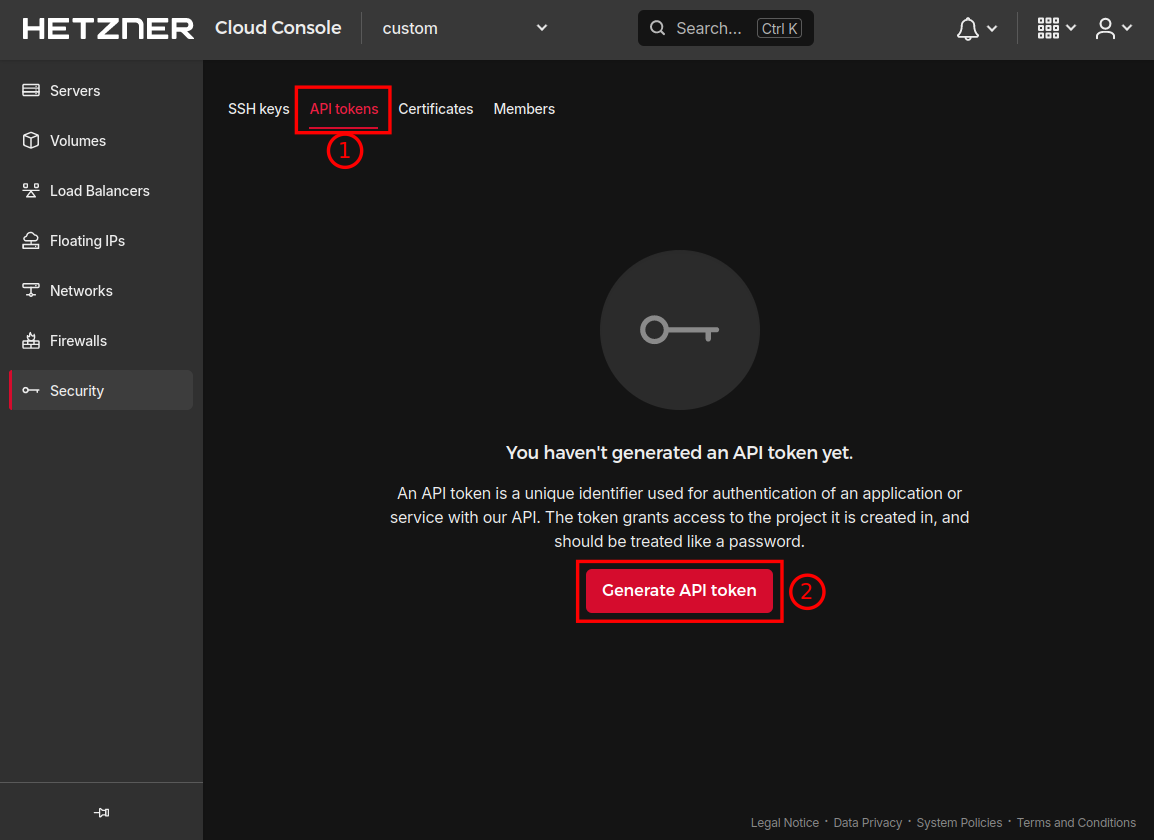 HETZNER Cloud Console custom Search... Ctrl K
Servers
Volumes
Load Balancers
Floating IPs
Networks
Firewalls
Security
SSH keys API tokens Certificates Members
1
You haven't generated an API token yet.
An API token is a unique identifier used for authentication of an application or
service with our API. The token grants access to the project it is created in, and
should be treated like a password.
Generate API token 2
Legal Notice · Data Privacy · System Policies · Terms and Conditions